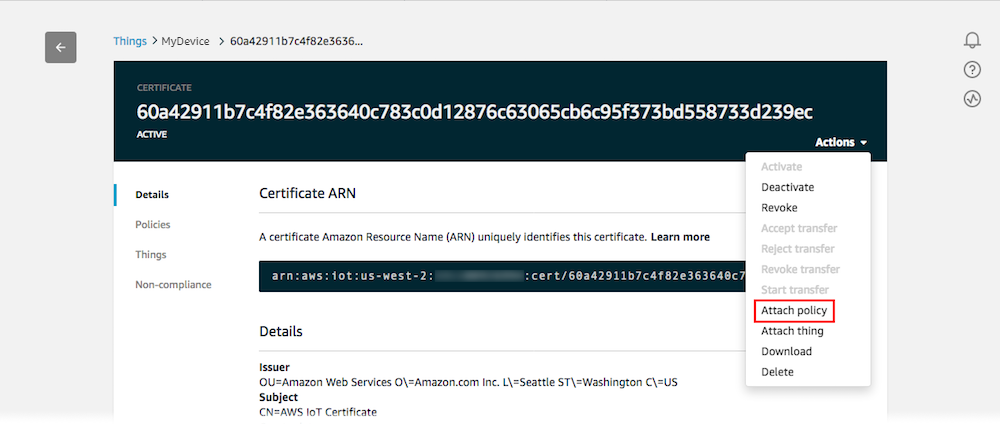 Things > MyDevice > 60a42911b7c4f82e3636...
CERTIFICATE
60a42911b7c4f82e363640c783c0d12876c63065cb6c95f373bd558733d239ec
ACTIVE
Actions
Activate
Deactivate
Revoke
Accept transfer
Reject transfer
Revoke transfer
Start transfer
Attach policy
Attach thing
Download
Delete
Details
Policies
Things
Non-compliance
Certificate ARN
A certificate Amazon Resource Name (ARN) uniquely identifies this certificate. Learn more
arn:aws:iot:us-west-2: :cert/60a42911b7c4f82e363640c7
Details
Issuer
OU=Amazon Web Services O\=Amazon.com Inc. L\=Seattle ST\=Washington C\=US
Subject
CN=AWS IoT Certificate